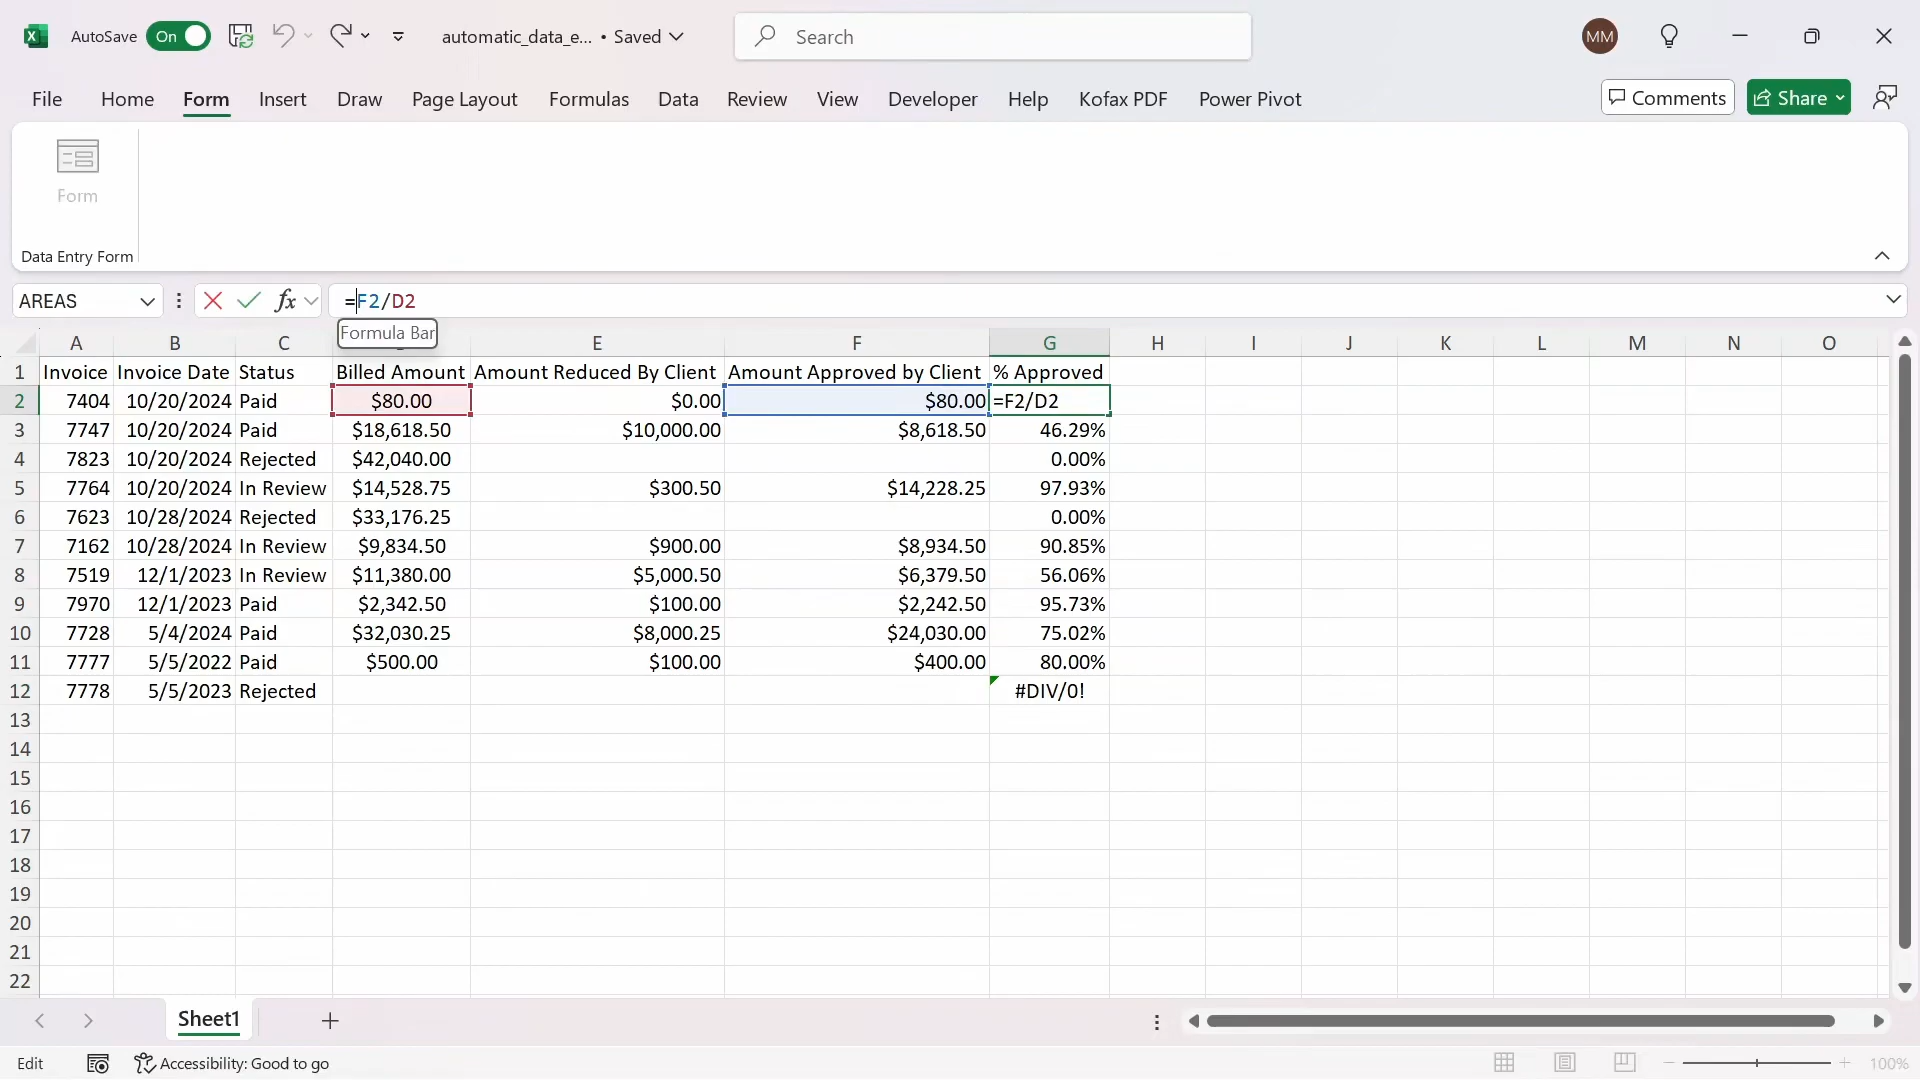 AutoSave On automatic_data_e... • Saved Search MM
File Home Form Insert Draw Page Layout Formulas Data Review View Developer Help Kofax PDF Power Pivot Comments Share
Form
Data Entry Form
AREAS fx =F2/D2
Formula Bar
A B C E F G H I J K L M N O
1 Invoice Invoice Date Status Billed Amount Amount Reduced By Client Amount Approved by Client % Approved
2 7404 10/20/2024 Paid $80.00 $0.00 $80.00 =F2/D2
3 7747 10/20/2024 Paid $18,618.50 $10,000.00 $8,618.50 46.29%
4 7823 10/20/2024 Rejected $42,040.00 0.00%
5 7764 10/20/2024 In Review $14,528.75 $300.50 $14,228.25 97.93%
6 7623 10/28/2024 Rejected $33,176.25 0.00%
7 7162 10/28/2024 In Review $9,834.50 $900.00 $8,934.50 90.85%
8 7519 12/1/2023 In Review $11,380.00 $5,000.50 $6,379.50 56.06%
9 7970 12/1/2023 Paid $2,342.50 $100.00 $2,242.50 95.73%
10 7728 5/4/2024 Paid $32,030.25 $8,000.25 $24,030.00 75.02%
11 7777 5/5/2022 Paid $500.00 $100.00 $400.00 80.00%
12 7778 5/5/2023 Rejected #DIV/0!
13
14
15
16
17
18
19
20
21
22
Sheet1
Edit Accessibility: Good to go 100%